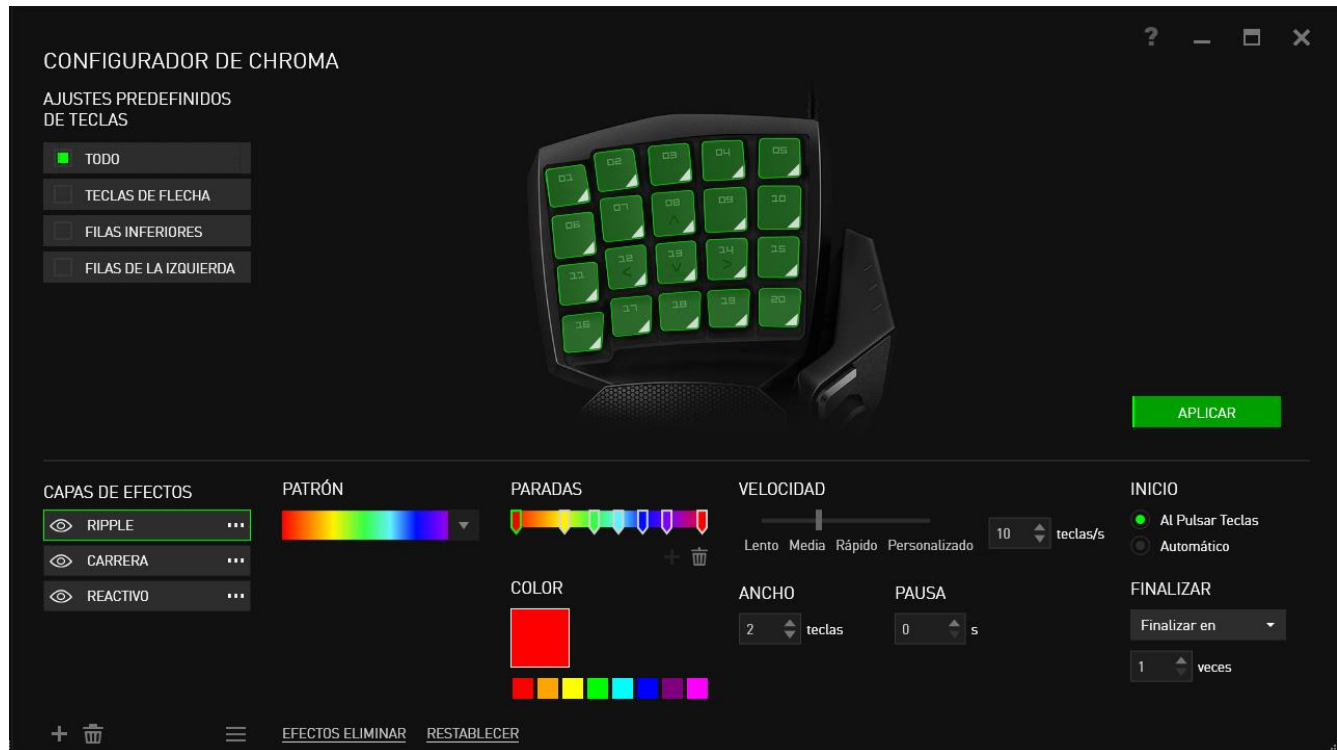 ?
CONFIGURADOR DE CHROMA
AJUSTES PREDEFINIDOS
DE TECLAS
TODO
TECLAS DE FLECHA
FILAS INFERIORES
FILAS DE LA IZQUIERDA
01 02 03 04 05
06 07 08 09 10
11 12 13 14 15
16 17 18 19 20
APLICAR
CAPAS DE EFECTOS
RIPPLE
CARRERA
REACTIVO
PATRÓN
PARADAS
COLOR
VELOCIDAD
Lento Media Rápido Personalizado
10 teclas/s
ANCHO
2 teclas
PAUSA
0 s
INICIO
Al Pulsar Teclas
Automático
FINALIZAR
Finalizar en
1 veces
EFECTOS ELIMINAR RESTABLECER